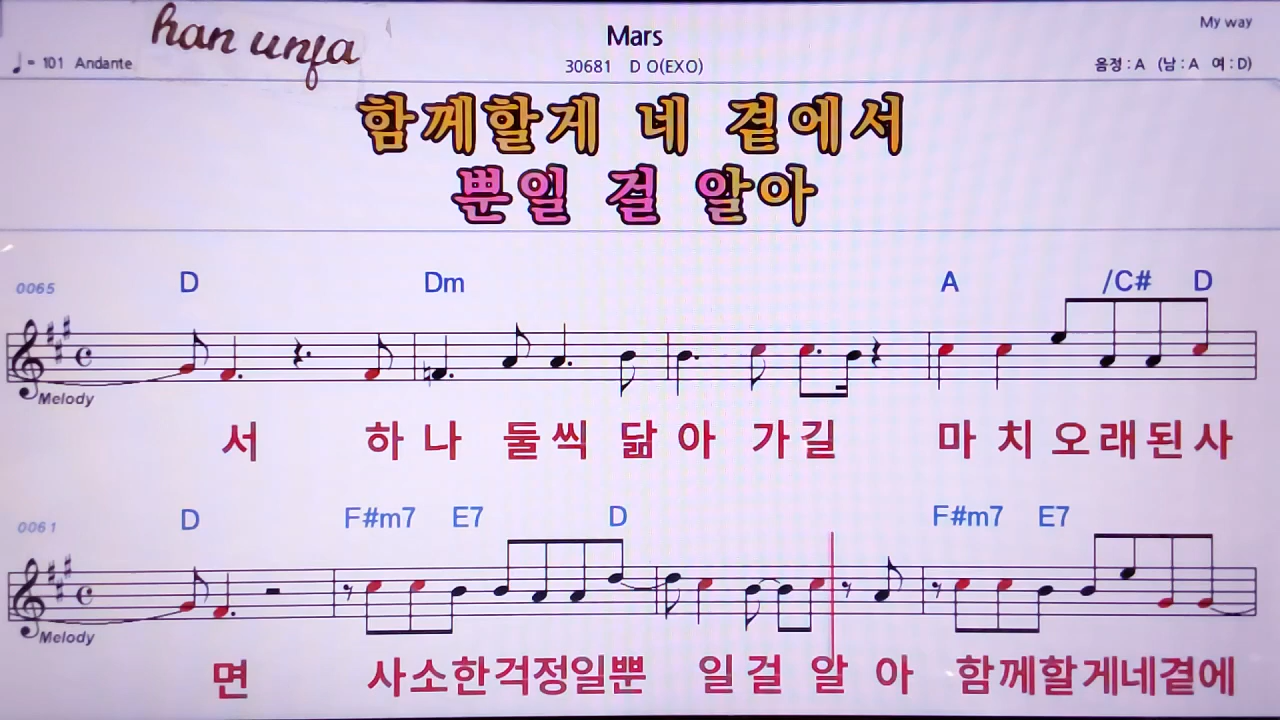 han unfa
Mars
My way
♩ = 101 Andante
30681 D O(EXO)
음정 : A (남 : A 여 : D)
함께할게 네 곁에서
뿐일 걸 알아
0065
D Dm A /C# D
Melody
서 하 나 둘 씩 닮 아 가 길 마 치 오 래 된 사
0061
D F#m7 E7 D F#m7 E7
Melody
면 사소한걱정일뿐 일 걸 알 아 함께할게네곁에